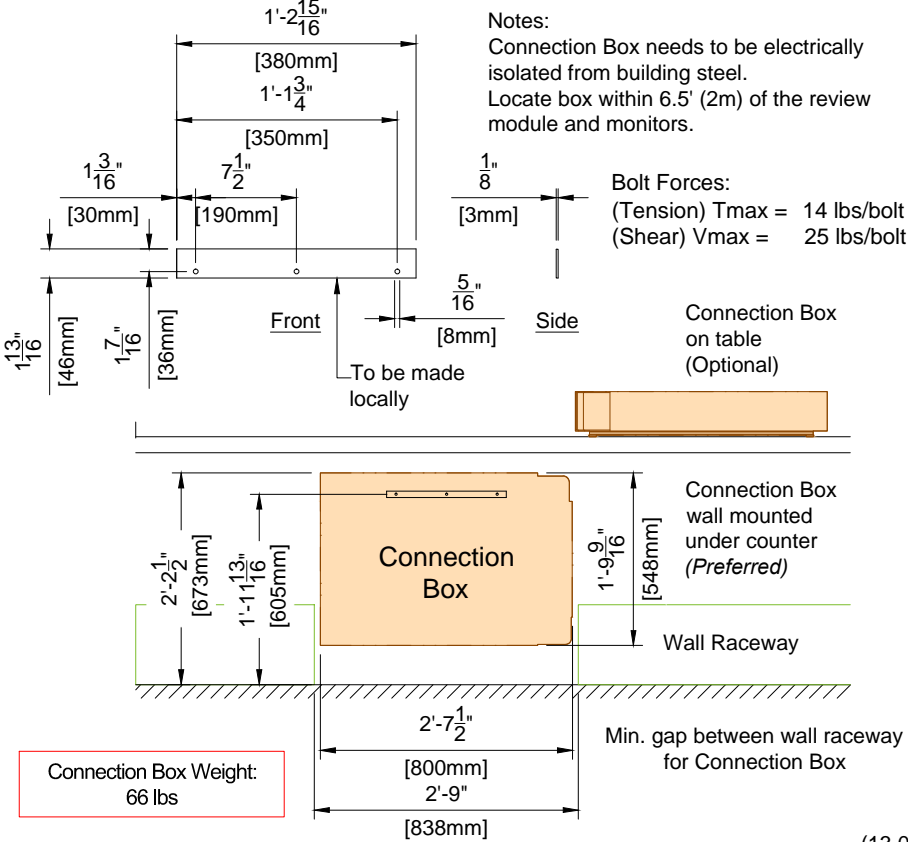 1'-2 15/16"
[380mm]
1'-1 3/4"
[350mm]
1 3/16"
[30mm]
7 1/2"
[190mm]
1/8"
[3mm]
Notes:
Connection Box needs to be electrically
isolated from building steel.
Locate box within 6.5' (2m) of the review
module and monitors.
Bolt Forces:
(Tension) Tmax = 14 lbs/bolt
(Shear) Vmax = 25 lbs/bolt
1 13/16"
[46mm]
1 7/16"
[36mm]
Front
5/16"
[8mm]
Side
To be made
locally
Connection Box
on table
(Optional)
2'-2 1/2"
[673mm]
1'-11 13/16"
[605mm]
Connection
Box
1'-9 9/16"
[548mm]
Connection Box
wall mounted
under counter
(Preferred)
Wall Raceway
2'-7 1/2"
[800mm]
2'-9"
[838mm]
Min. gap between wall raceway
for Connection Box
Connection Box Weight:
66 lbs